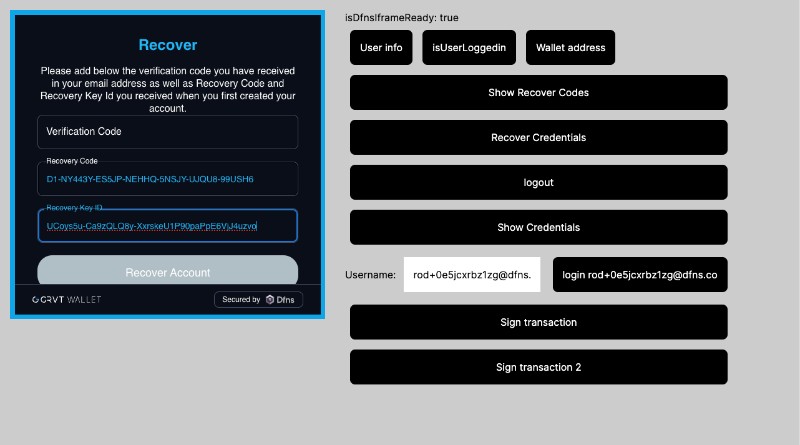 Recover
Please add below the verification code you have received
in your email address as well as Recovery Code and
Recovery Key Id you received when you first created your
account.
Verification Code
Recovery Code
D1-NY443Y-ES5JP-NEHHQ-5NSJY-IJJQU8-99USH6
Recovery Key ID
UCoys5u-Ca9zQLQ8y-XxrskeU1P90paPpE6VjJ4uzvo
Recover Account
GRVT WALLET
Secured by Dfns
isDfnsIframeReady: true
User info
isUserLoggedin
Wallet address
Show Recover Codes
Recover Credentials
logout
Show Credentials
Username: rod+0e5jcxrbz1zg@dfns.
login rod+0e5jcxrbz1zg@dfns.co
Sign transaction
Sign transaction 2